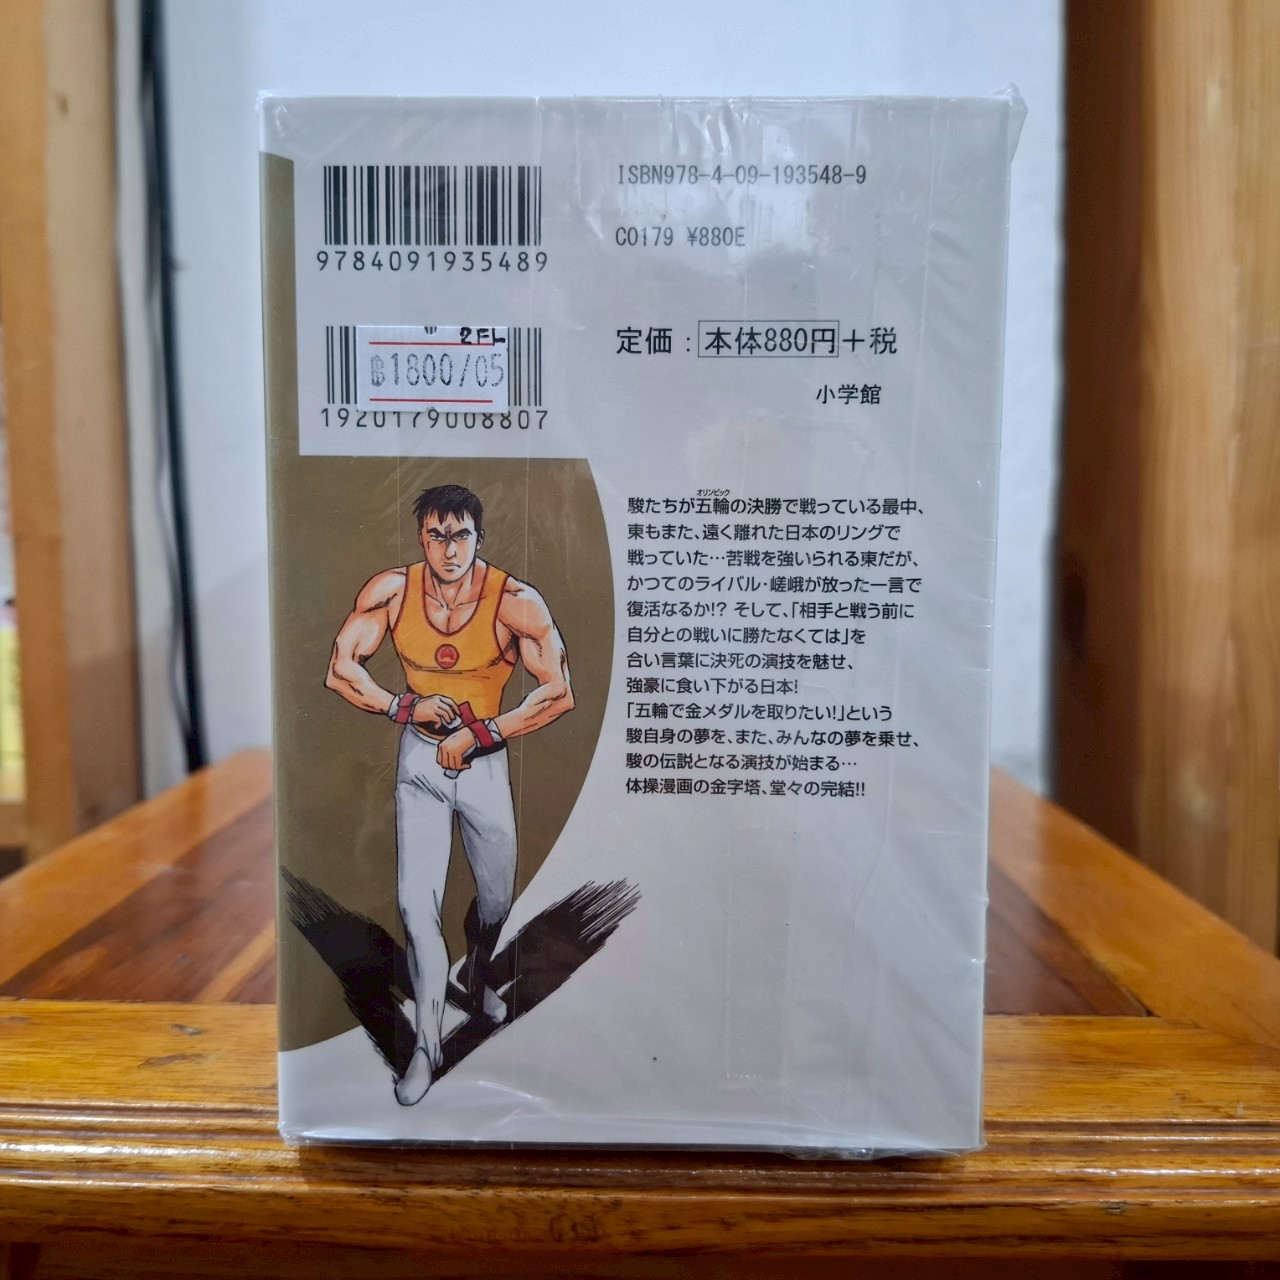 ISBN978-4-09-193548-9
C0179 ¥880E
9784091935489
2FL
฿1800/05
1920179008807
定価:本体880円+税
小学館
オリンピック
駿たちが五輪の決勝で戦っている最中、
東もまた、遠く離れた日本のリングで
戦っていた…苦戦を強いられる東だが、
かつてのライバル・嵯峨が放った一言で
復活なるか!? そして、「相手と戦う前に
自分との戦いに勝たなくては」を
合い言葉に決死の演技を魅せ、
強豪に食い下がる日本!
「五輪で金メダルを取りたい!」という
駿自身の夢を、また、みんなの夢を乗せ、
駿の伝説となる演技が始まる…
体操漫画の金字塔、堂々の完結!!